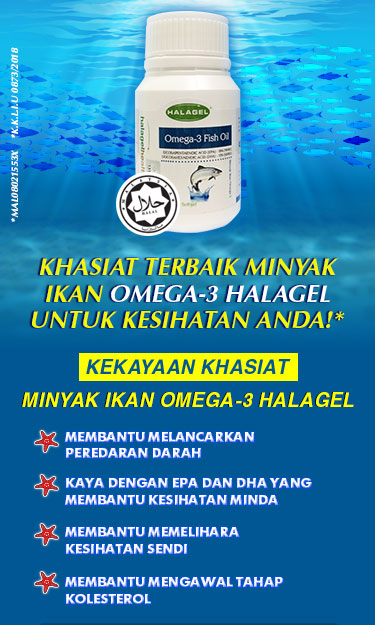 *MAL08021553X *K.K.L.I.U 0873/2018
HALAGEL
Omega-3 Fish Oil
حلال
HALAL
KHASIAT TERBAIK MINYAK
IKAN OMEGA-3 HALAGEL
UNTUK KESIHATAN ANDA!*
KEKAYAAN KHASIAT
MINYAK IKAN OMEGA-3 HALAGEL
MEMBANTU MELANCARKAN
PEREDARAN DARAH
KAYA DENGAN EPA DAN DHA YANG
MEMBANTU KESIHATAN MINDA
MEMBANTU MEMELIHARA
KESIHATAN SENDI
MEMBANTU MENGAWAL TAHAP
KOLESTEROL